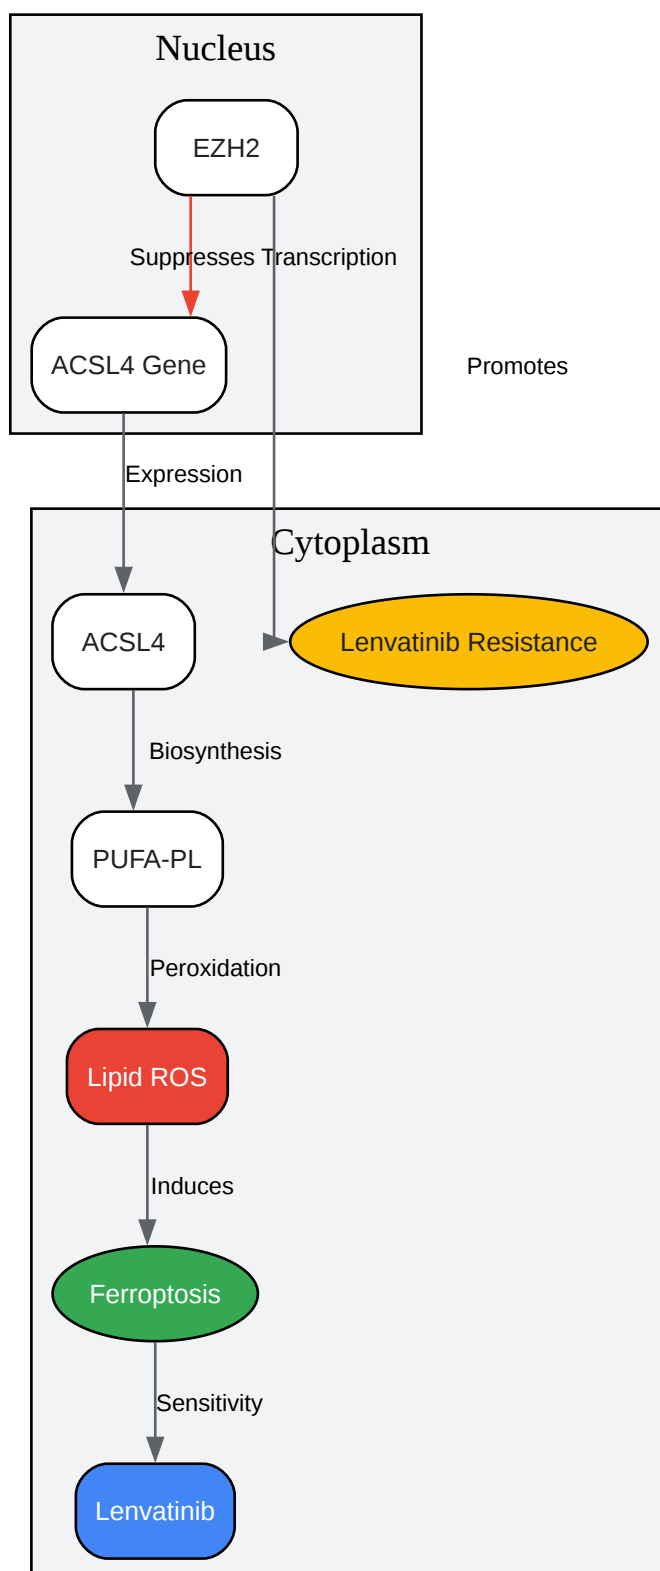 Nucleus
EZH2
Suppresses Transcription
ACSL4 Gene
Promotes
Expression
Cytoplasm
ACSL4
Lenvatinib Resistance
Biosynthesis
PUFA-PL
Peroxidation
Lipid ROS
Induces
Ferroptosis
Sensitivity
Lenvatinib